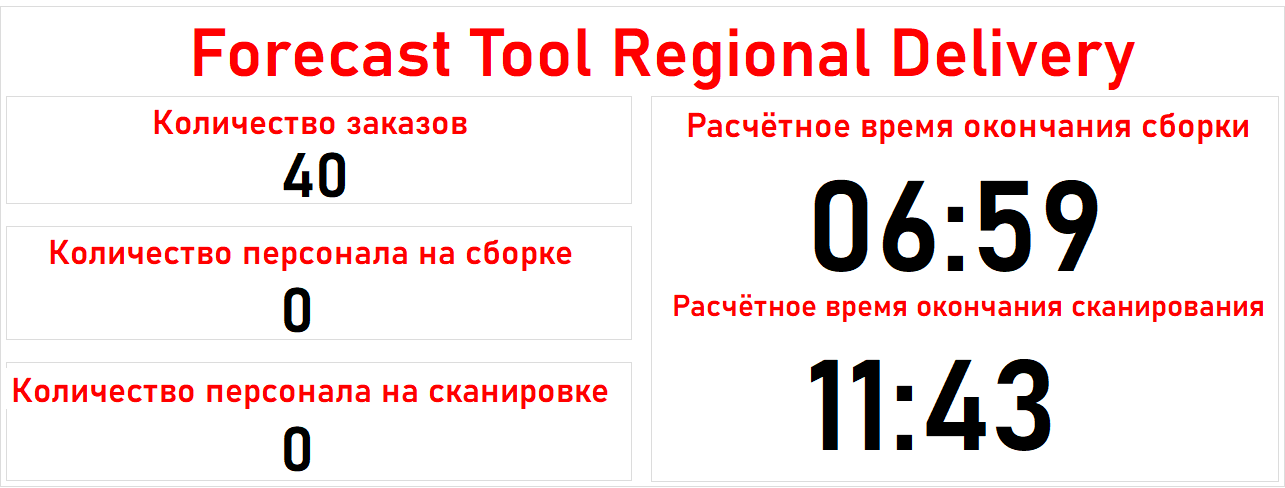 Forecast Tool Regional Delivery
Количество заказов
40
Количество персонала на сборке
0
Количество персонала на сканировке
0
Расчётное время окончания сборки
06:59
Расчётное время окончания сканирования
11:43